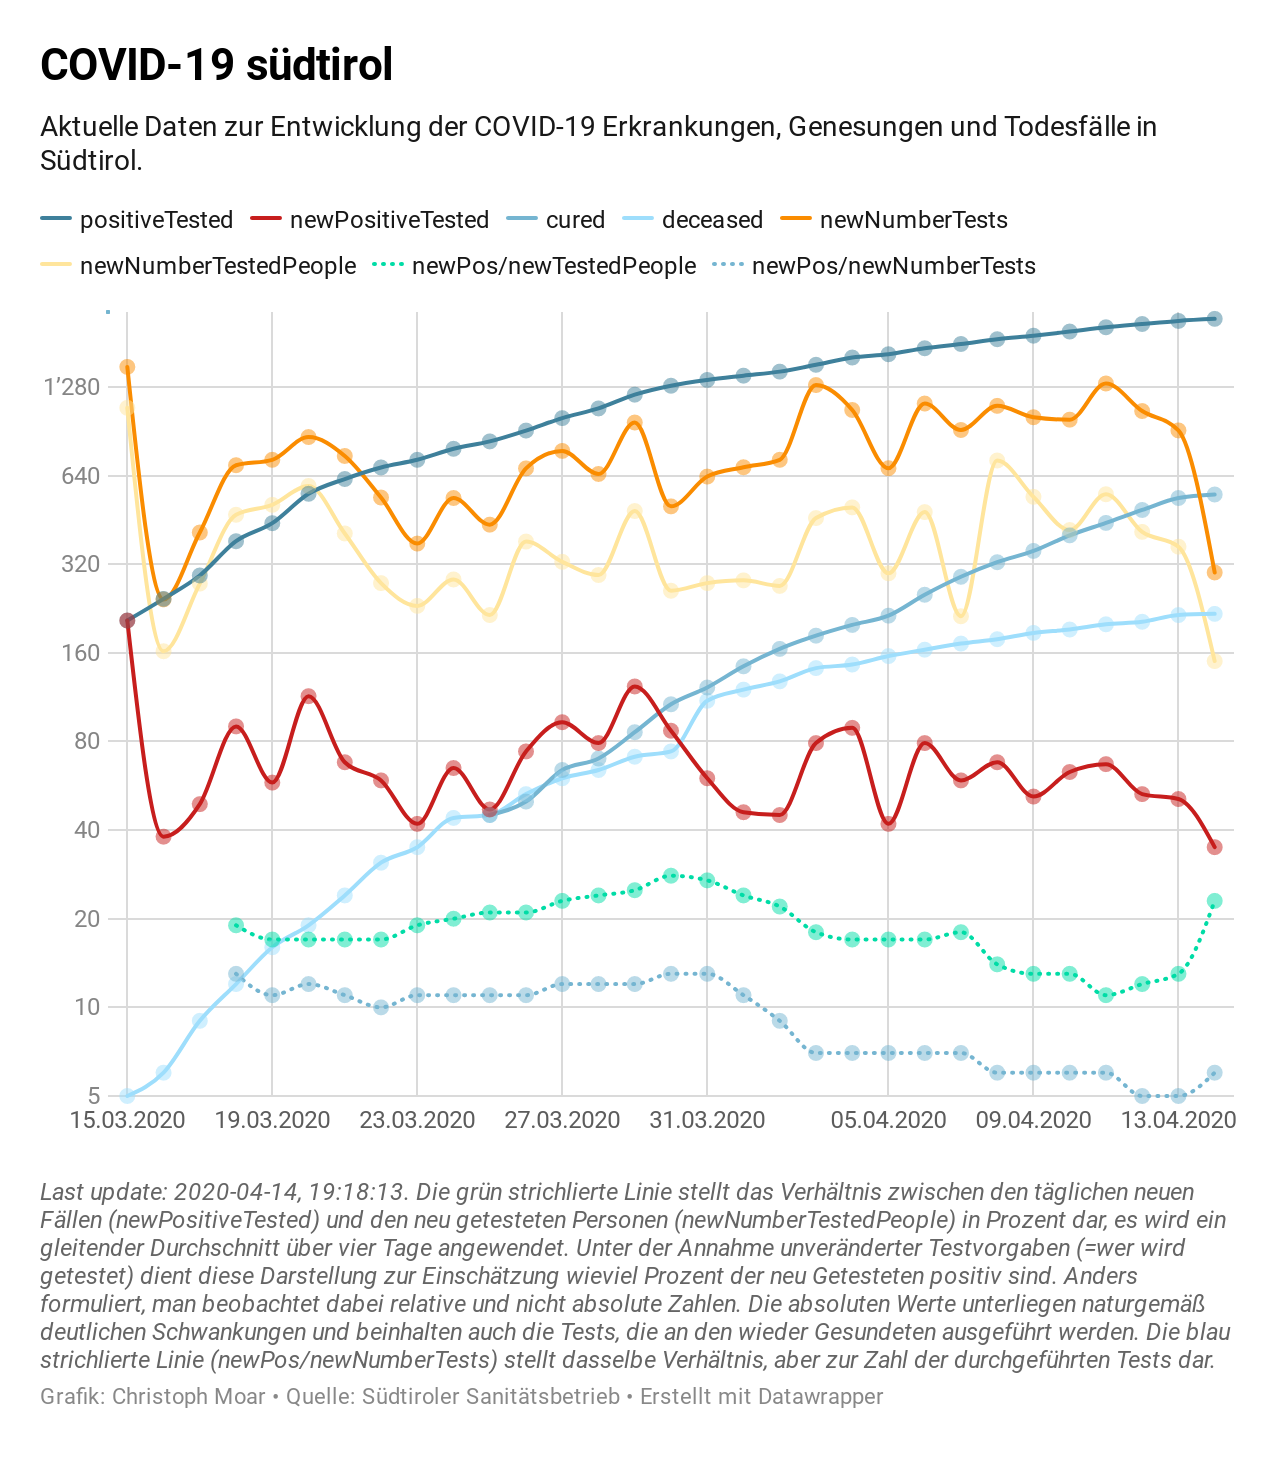 COVID-19 südtirol
Aktuelle Daten zur Entwicklung der COVID-19 Erkrankungen, Genesungen und Todesfälle in
Südtirol.
positiveTested newPositiveTested cured deceased newNumberTests
newNumberTestedPeople newPos/newTestedPeople newPos/newNumberTests
1'280
640
320
160
80
40
20
10
5
15.03.2020 19.03.2020 23.03.2020 27.03.2020 31.03.2020 05.04.2020 09.04.2020 13.04.2020
Last update: 2020-04-14, 19:18:13. Die grün strichlierte Linie stellt das Verhältnis zwischen den täglichen neuen
Fällen (newPositiveTested) und den neu getesteten Personen (newNumberTestedPeople) in Prozent dar, es wird ein
gleitender Durchschnitt über vier Tage angewendet. Unter der Annahme unveränderter Testvorgaben (=wer wird
getestet) dient diese Darstellung zur Einschätzung wieviel Prozent der neu Getesteten positiv sind. Anders
formuliert, man beobachtet dabei relative und nicht absolute Zahlen. Die absoluten Werte unterliegen naturgemäß
deutlichen Schwankungen und beinhalten auch die Tests, die an den wieder Gesundeten ausgeführt werden. Die blau
strichlierte Linie (newPos/newNumberTests) stellt dasselbe Verhältnis, aber zur Zahl der durchgeführten Tests dar.
Grafik: Christoph Moar • Quelle: Südtiroler Sanitätsbetrieb • Erstellt mit Datawrapper